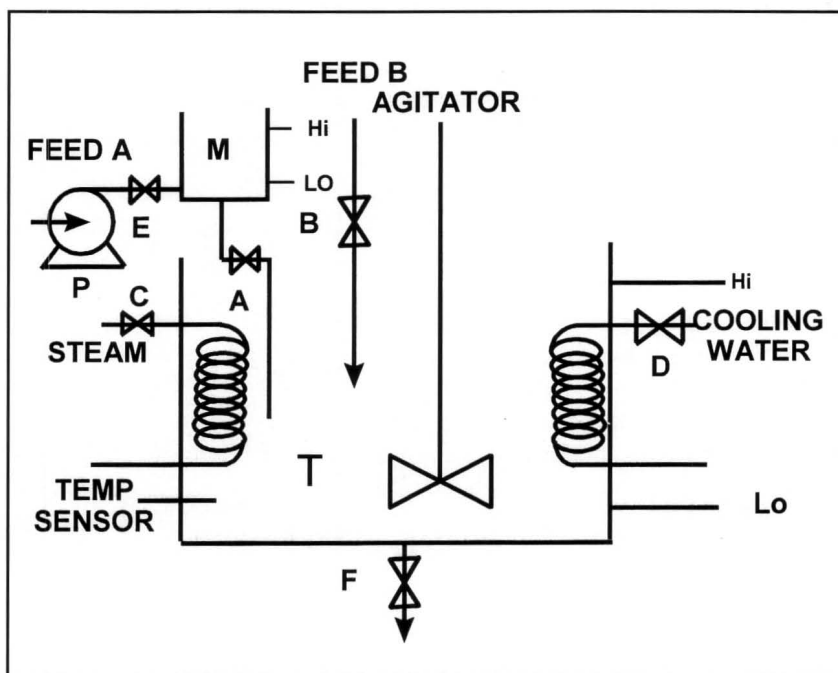 FEED B
AGITATOR
FEED A
M
Hi
LO
E
B
P
C
A
Hi
STEAM
COOLING
WATER
D
T
TEMP
SENSOR
Lo
F